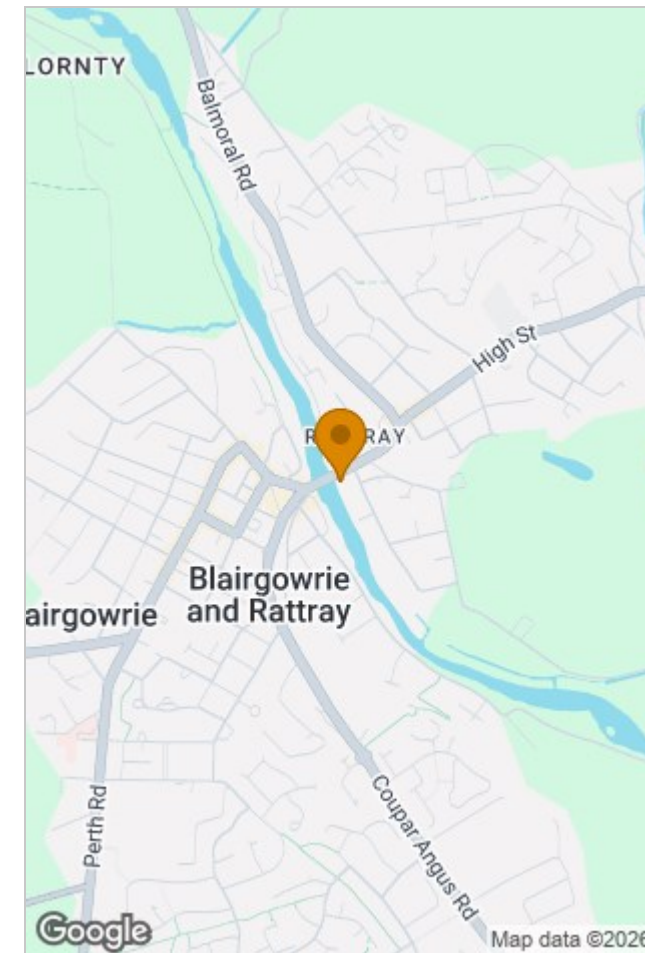 LORNTY
Balmoral Rd
High St
RAY
Blairgowrie
and Rattray
airgowrie
Perth Rd
Coupar Angus Rd
Google
Map data ©2026